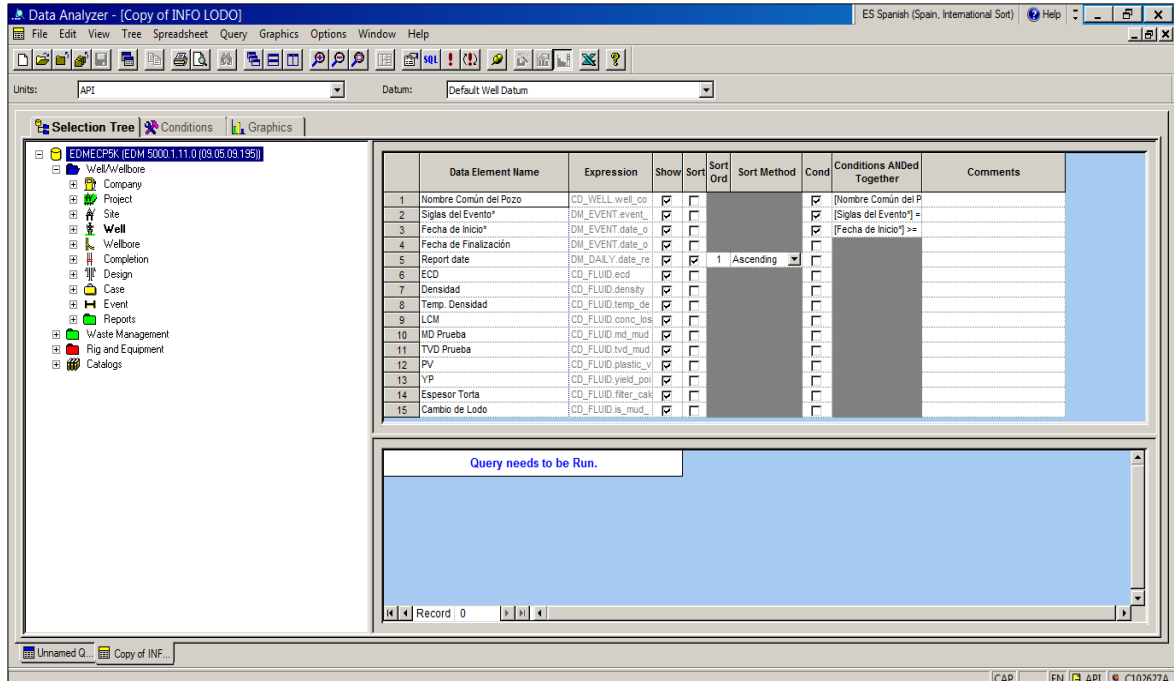 Data Analyzer - [Copy of INFO LODO]
ES Spanish (Spain, International Sort) Help
File Edit View Tree Spreadsheet Query Graphics Options Window Help
SQL
Units: API Datum: Default Well Datum
Selection Tree Conditions Graphics
EDMECP5K (EDM 5000.1.11.0 (09.05.09.195))
Well/Wellbore
Company
Project
Site
Well
Wellbore
Completion
Design
Case
Event
Reports
Waste Management
Rig and Equipment
Catalogs
Data Element Name Expression Show Sort Sort Ord Sort Method Cond Conditions ANDed Together Comments
1 Nombre Común del Pozo CD_WELL.well_co [Nombre Común del P
2 Siglas del Evento* DM_EVENT.event_ [Siglas del Evento*] =
3 Fecha de Inicio* DM_EVENT.date_o [Fecha de Inicio*] >=
4 Fecha de Finalización DM_EVENT.date_o
5 Report date DM_DAILY.date_re 1 Ascending
6 ECD CD_FLUID.ecd
7 Densidad CD_FLUID.density
8 Temp. Densidad CD_FLUID.temp_de
9 LCM CD_FLUID.conc_los
10 MD Prueba CD_FLUID.md_mud
11 TVD Prueba CD_FLUID.tvd_mud
12 PV CD_FLUID.plastic_v
13 YP CD_FLUID.yield_poi
14 Espesor Torta CD_FLUID.filter_cak
15 Cambio de Lodo CD_FLUID.is_mud_
Query needs to be Run.
Record 0
Unnamed Q... Copy of INF...
CAP EN API C102627A